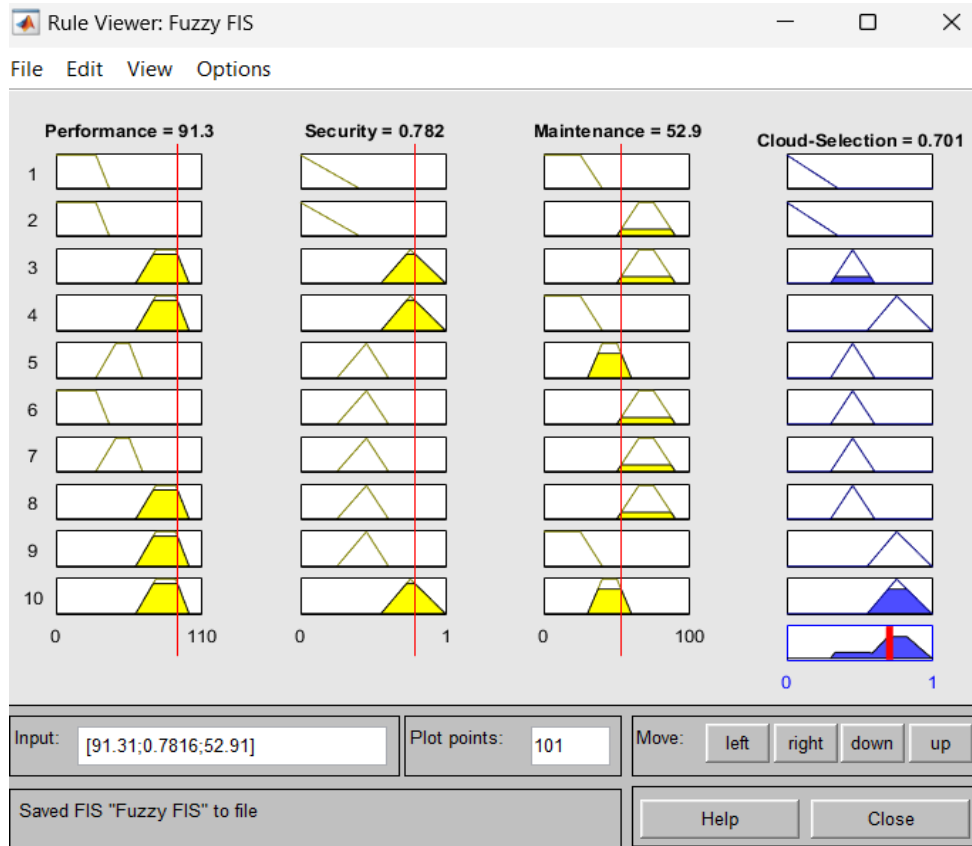 Rule Viewer: Fuzzy FIS
File Edit View Options
Performance = 91.3 Security = 0.782 Maintenance = 52.9 Cloud-Selection = 0.701
1
2
3
4
5
6
7
8
9
10
0 110 0 1 0 100
0 1
Input: [91.31;0.7816;52.91] Plot points: 101 Move: left right down up
Saved FIS "Fuzzy FIS" to file Help Close